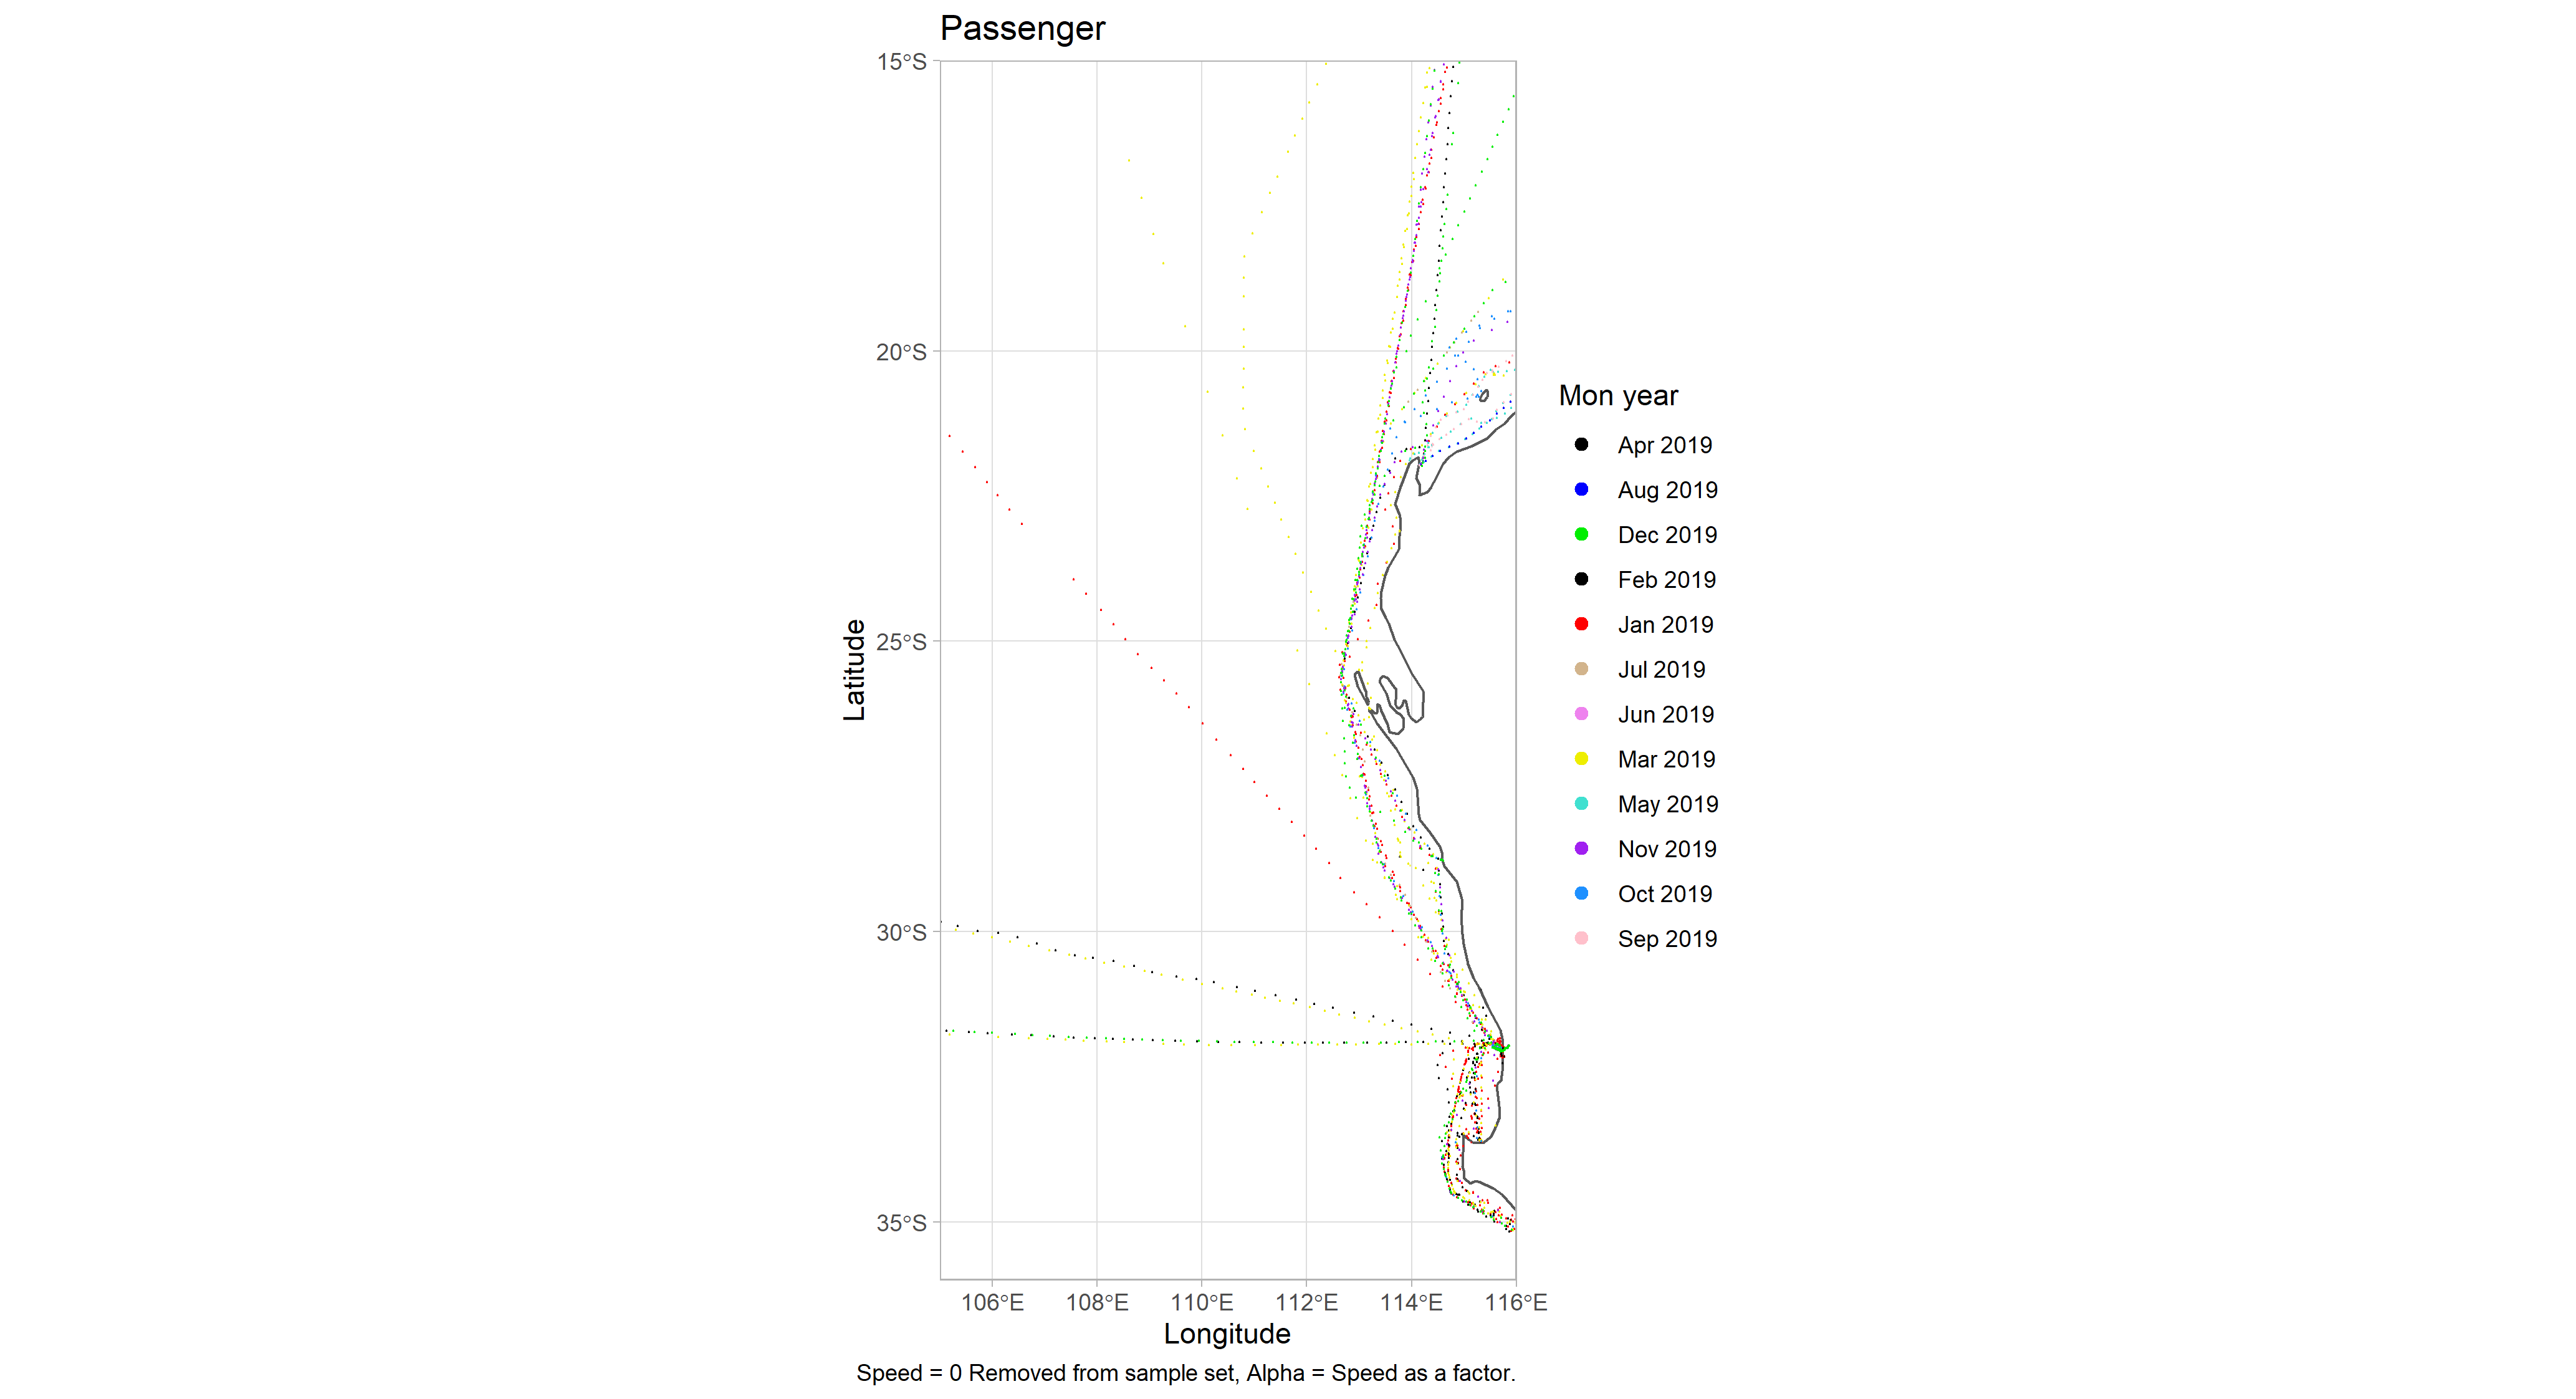 Passenger
15°S
20°S
25°S
30°S
35°S
Latitude
106°E 108°E 110°E 112°E 114°E 116°E
Longitude
Speed = 0 Removed from sample set, Alpha = Speed as a factor.
Mon year
Apr 2019
Aug 2019
Dec 2019
Feb 2019
Jan 2019
Jul 2019
Jun 2019
Mar 2019
May 2019
Nov 2019
Oct 2019
Sep 2019